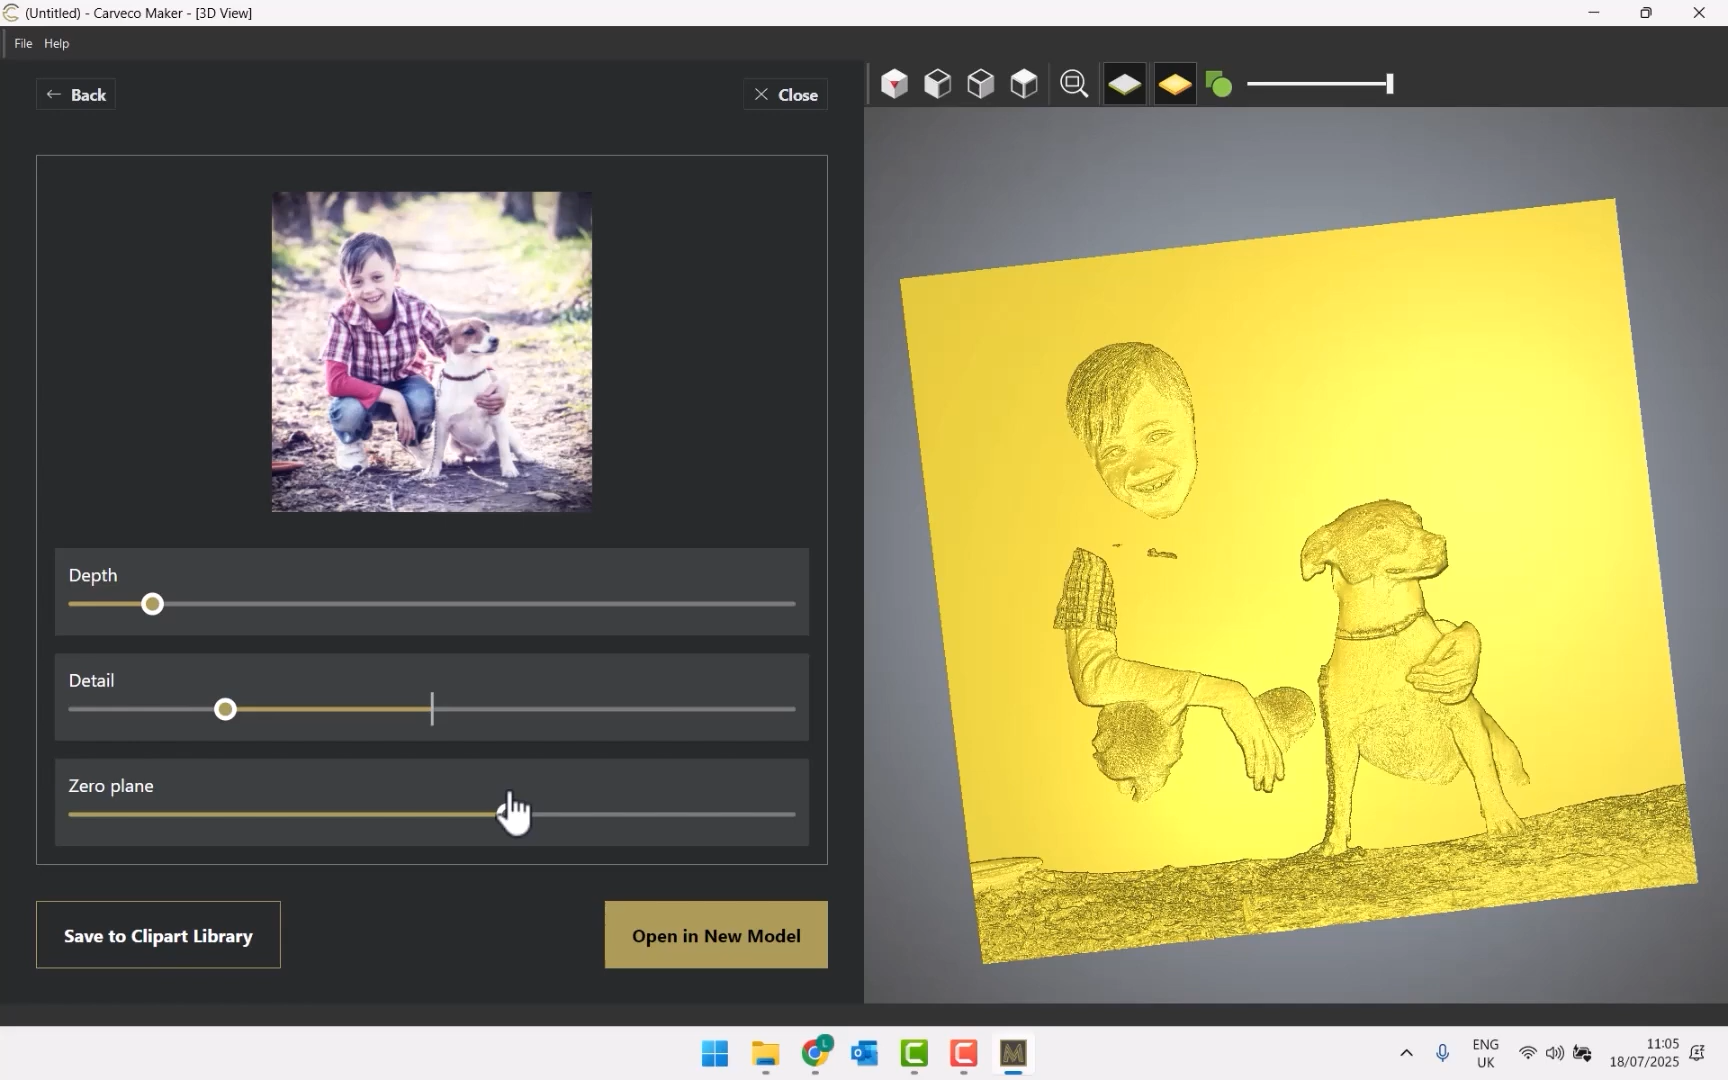 (Untitled) - Carveco Maker - [3D View]
File Help
Back
Close
Depth
Detail
Zero plane
Save to Clipart Library
Open in New Model
L
ENG
UK
11:05
18/07/2025